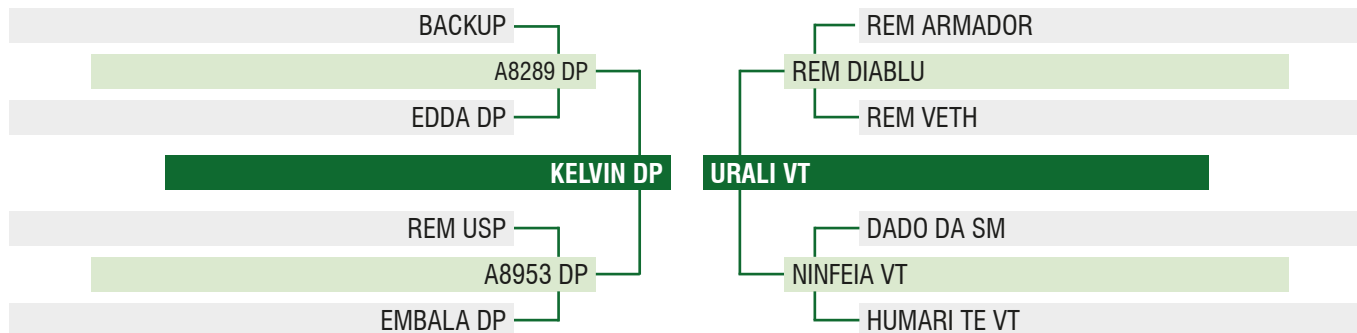 BACKUP
A8289 DP
EDDA DP
KELVIN DP
REM USP
A8953 DP
EMBALA DP
REM ARMADOR
REM DIABLU
REM VETH
URALI VT
DADO DA SM
NINFEIA VT
HUMARI TE VT